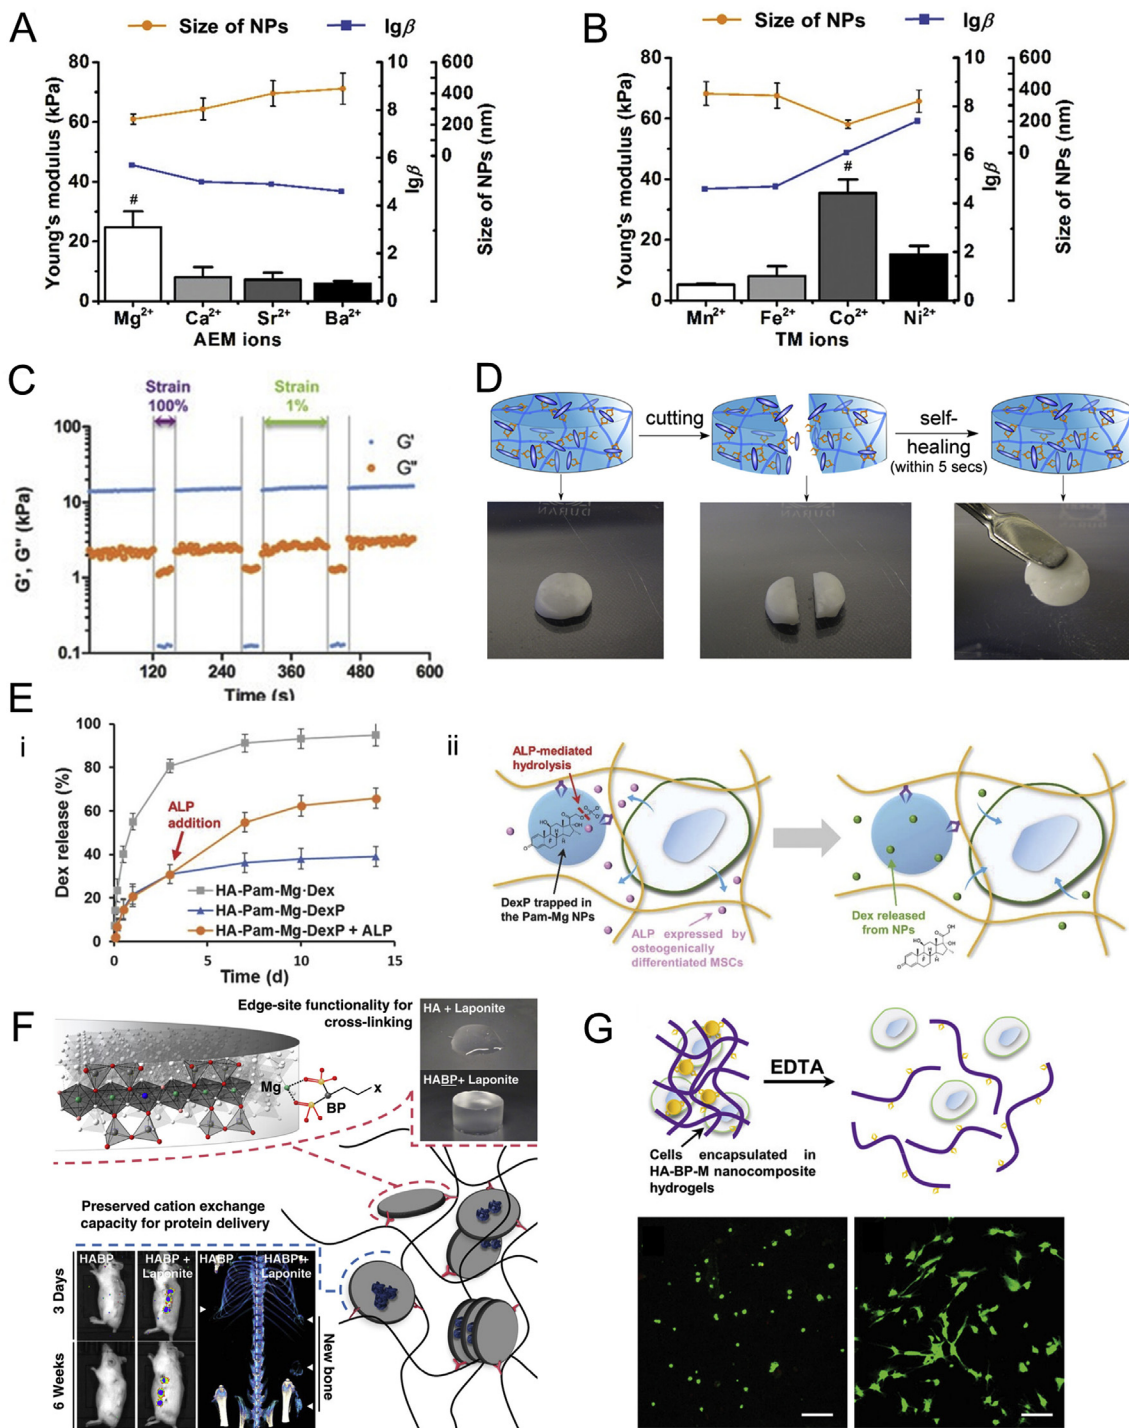 A
Size of NPs
lgβ
Young's modulus (kPa)
80
60
40
20
0
#
Mg²⁺
Ca²⁺
Sr²⁺
Ba²⁺
AEM ions
10
8
6
4
2
0
lgβ
600
400
200
0
Size of NPs (nm)
B
Size of NPs
lgβ
Young's modulus (kPa)
80
60
40
20
0
#
Mn²⁺
Fe²⁺
Co²⁺
Ni²⁺
TM ions
10
8
6
4
2
0
lgβ
600
400
200
0
Size of NPs (nm)
C
Strain
100%
Strain
1%
G'
G"
G', G" (kPa)
100
10
1
0.1
120
240
360
480
600
Time (s)
D
cutting
self-
healing
(within 5 secs)
DURAN
E
i
Dex release (%)
100
80
60
40
20
0
ALP
addition
HA-Pam-Mg-Dex
HA-Pam-Mg-DexP
HA-Pam-Mg-DexP + ALP
0
5
10
15
Time (d)
ii
ALP-mediated
hydrolysis
DexP trapped in
the Pam-Mg NPs
ALP expressed by
osteogenically
differentiated MSCs
Dex released
from NPs
F
Edge-site functionality for
cross-linking
HA + Laponite
HABP + Laponite
Mg
BP
x
Preserved cation exchange
capacity for protein delivery
HABP
HABP +
Laponite
HABP
HABP +
Laponite
3 Days
6 Weeks
New bone
G
EDTA
Cells encapsulated in
HA-BP-M nanocomposite
hydrogels